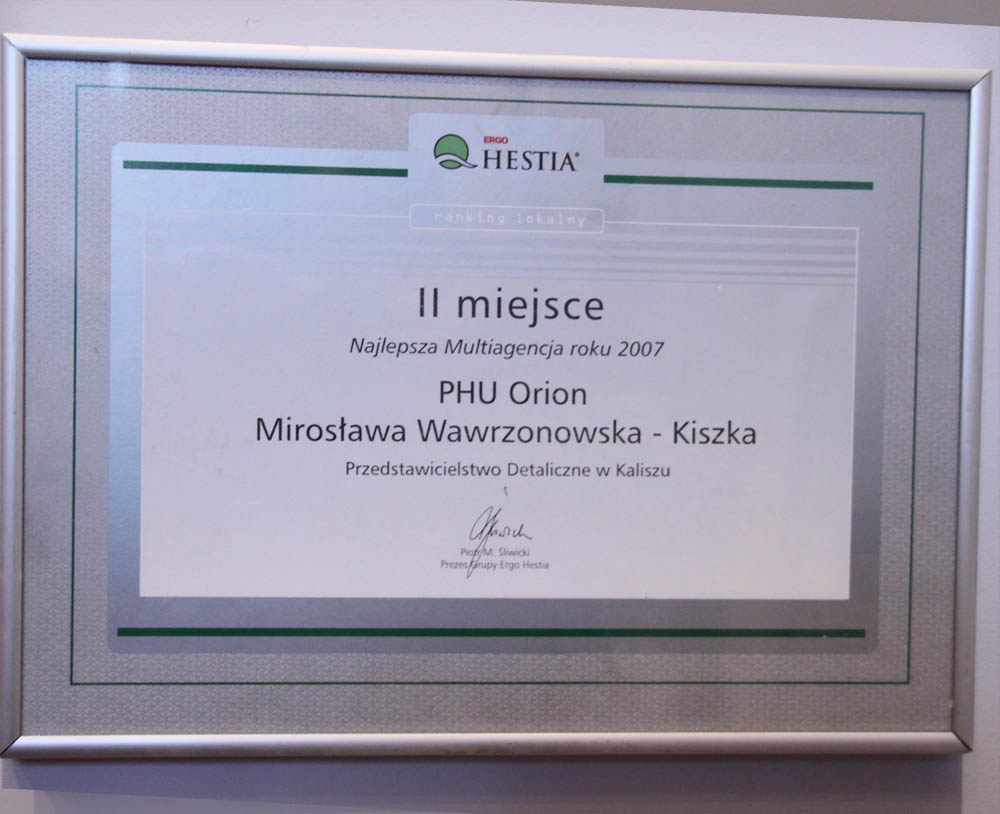 ERGO
HESTIA®
ranking lokalny
II miejsce
Najlepsza Multiagencja roku 2007
PHU Orion
Mirosława Wawrzonowska - Kiszka
Przedstawicielstwo Detaliczne w Kaliszu
Piotr M. Śliwicki
Prezes Grupy Ergo Hestia